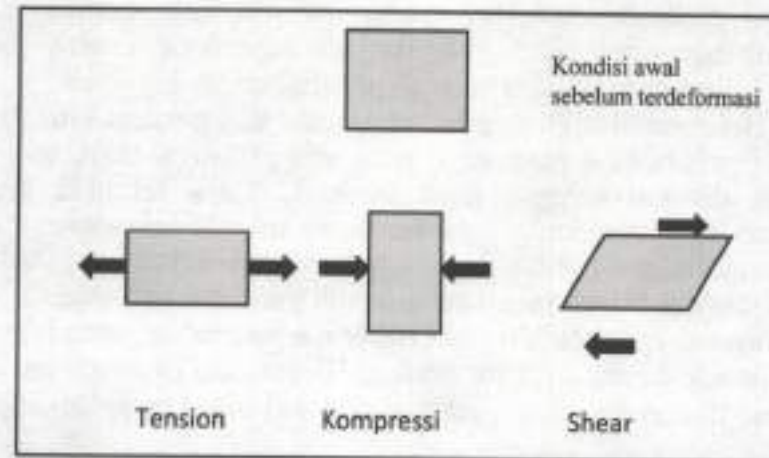 Kondisi awal
sebelum terdeformasi
Tension
Kompressi
Shear